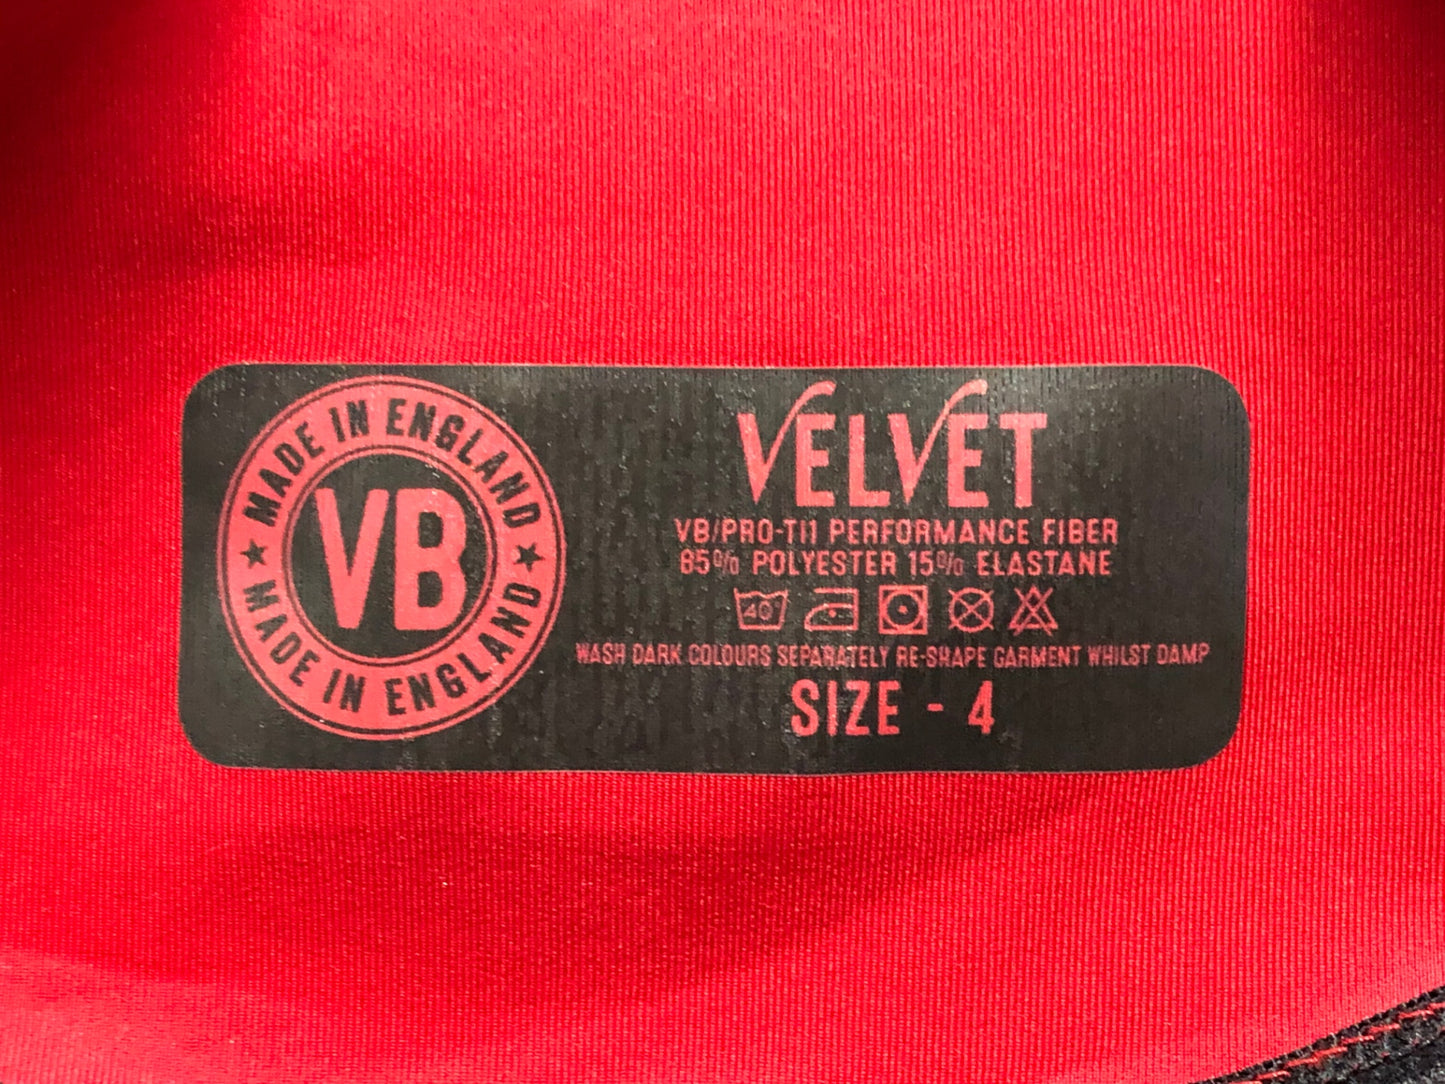 MADE IN ENGLAND
VB
MADE IN ENGLAND
VELVET
VB/PRO-T11 PERFORMANCE FIBER
85% POLYESTER 15% ELASTANE
40°
WASH DARK COLOURS SEPARATELY RE-SHAPE GARMENT WHILST DAMP
SIZE - 4